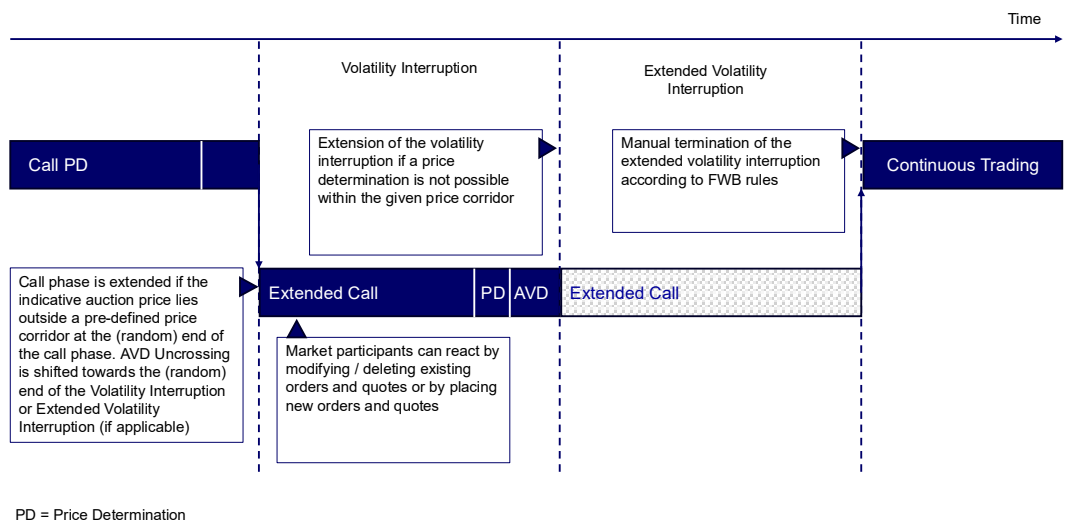 Time
Volatility Interruption
Extended Volatility
Interruption
Extension of the volatility
interruption if a price
determination is not possible
within the given price corridor
Manual termination of the
extended volatility interruption
according to FWB rules
Call PD
Continuous Trading
Call phase is extended if the
indicative auction price lies
outside a pre-defined price
corridor at the (random) end of
the call phase. AVD Uncrossing
is shifted towards the (random)
end of the Volatility Interruption
or Extended Volatility
Interruption (if applicable)
Extended Call
PD
AVD
Extended Call
Market participants can react by
modifying / deleting existing
orders and quotes or by placing
new orders and quotes
PD = Price Determination